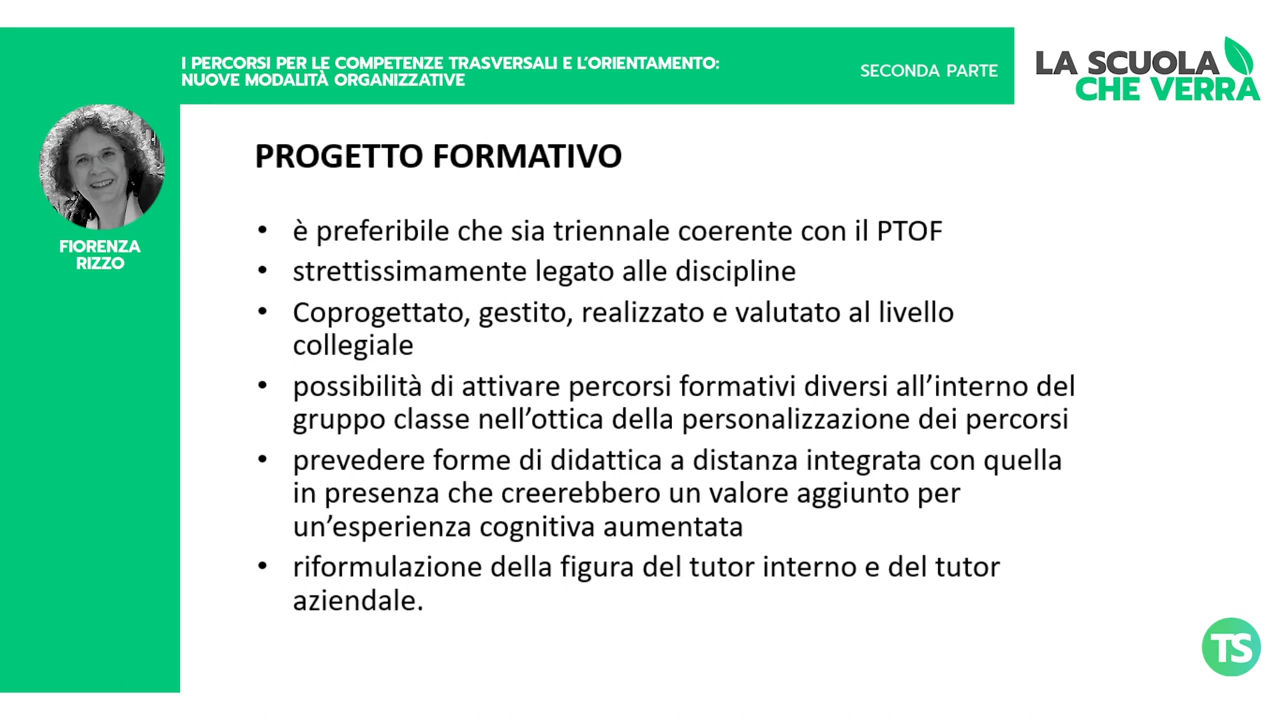 I PERCORSI PER LE COMPETENZE TRASVERSALI E L'ORIENTAMENTO:
NUOVE MODALITÀ ORGANIZZATIVE
SECONDA PARTE
LA SCUOLA
CHE VERRA
FIORENZA
RIZZO
PROGETTO FORMATIVO
• è preferibile che sia triennale coerente con il PTOF
• strettissimamente legato alle discipline
• Coprogettato, gestito, realizzato e valutato al livello
collegiale
• possibilità di attivare percorsi formativi diversi all'interno del
gruppo classe nell'ottica della personalizzazione dei percorsi
• prevedere forme di didattica a distanza integrata con quella
in presenza che creerebbero un valore aggiunto per
un'esperienza cognitiva aumentata
• riformulazione della figura del tutor interno e del tutor
aziendale.
TS